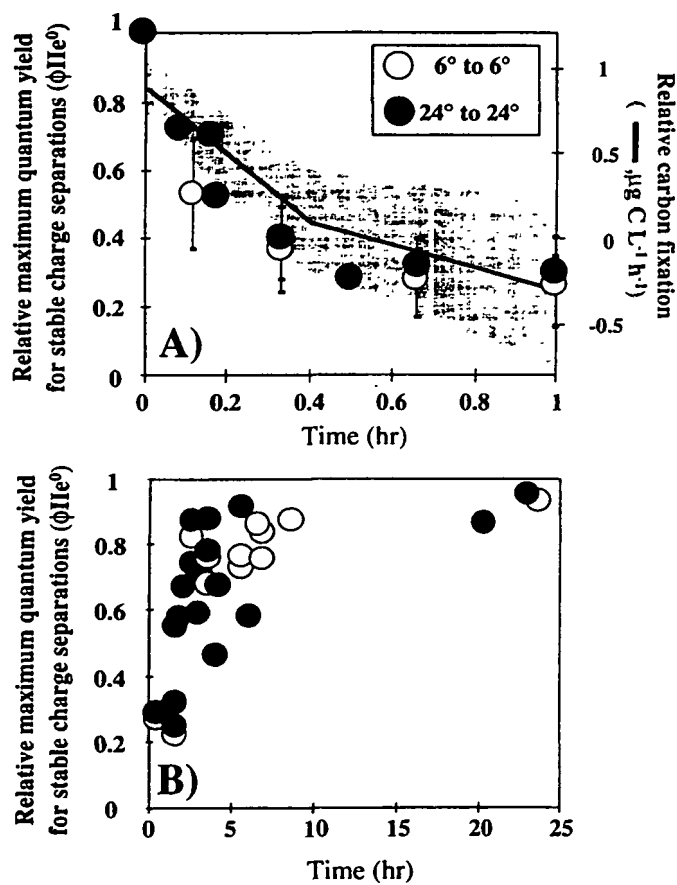 Relative maximum quantum yield
for stable charge separations (ϕIIe⁰)
1
0.8
0.6
0.4
0.2
0
A)
6° to 6°
24° to 24°
1
0.5
0
-0.5
Relative carbon fixation
( ━ ,µg C L⁻¹ h⁻¹)
0
0.2
0.4
0.6
0.8
1
Time (hr)
Relative maximum quantum yield
for stable charge separations (ϕIIe⁰)
1
0.8
0.6
0.4
0.2
0
B)
0
5
10
15
20
25
Time (hr)